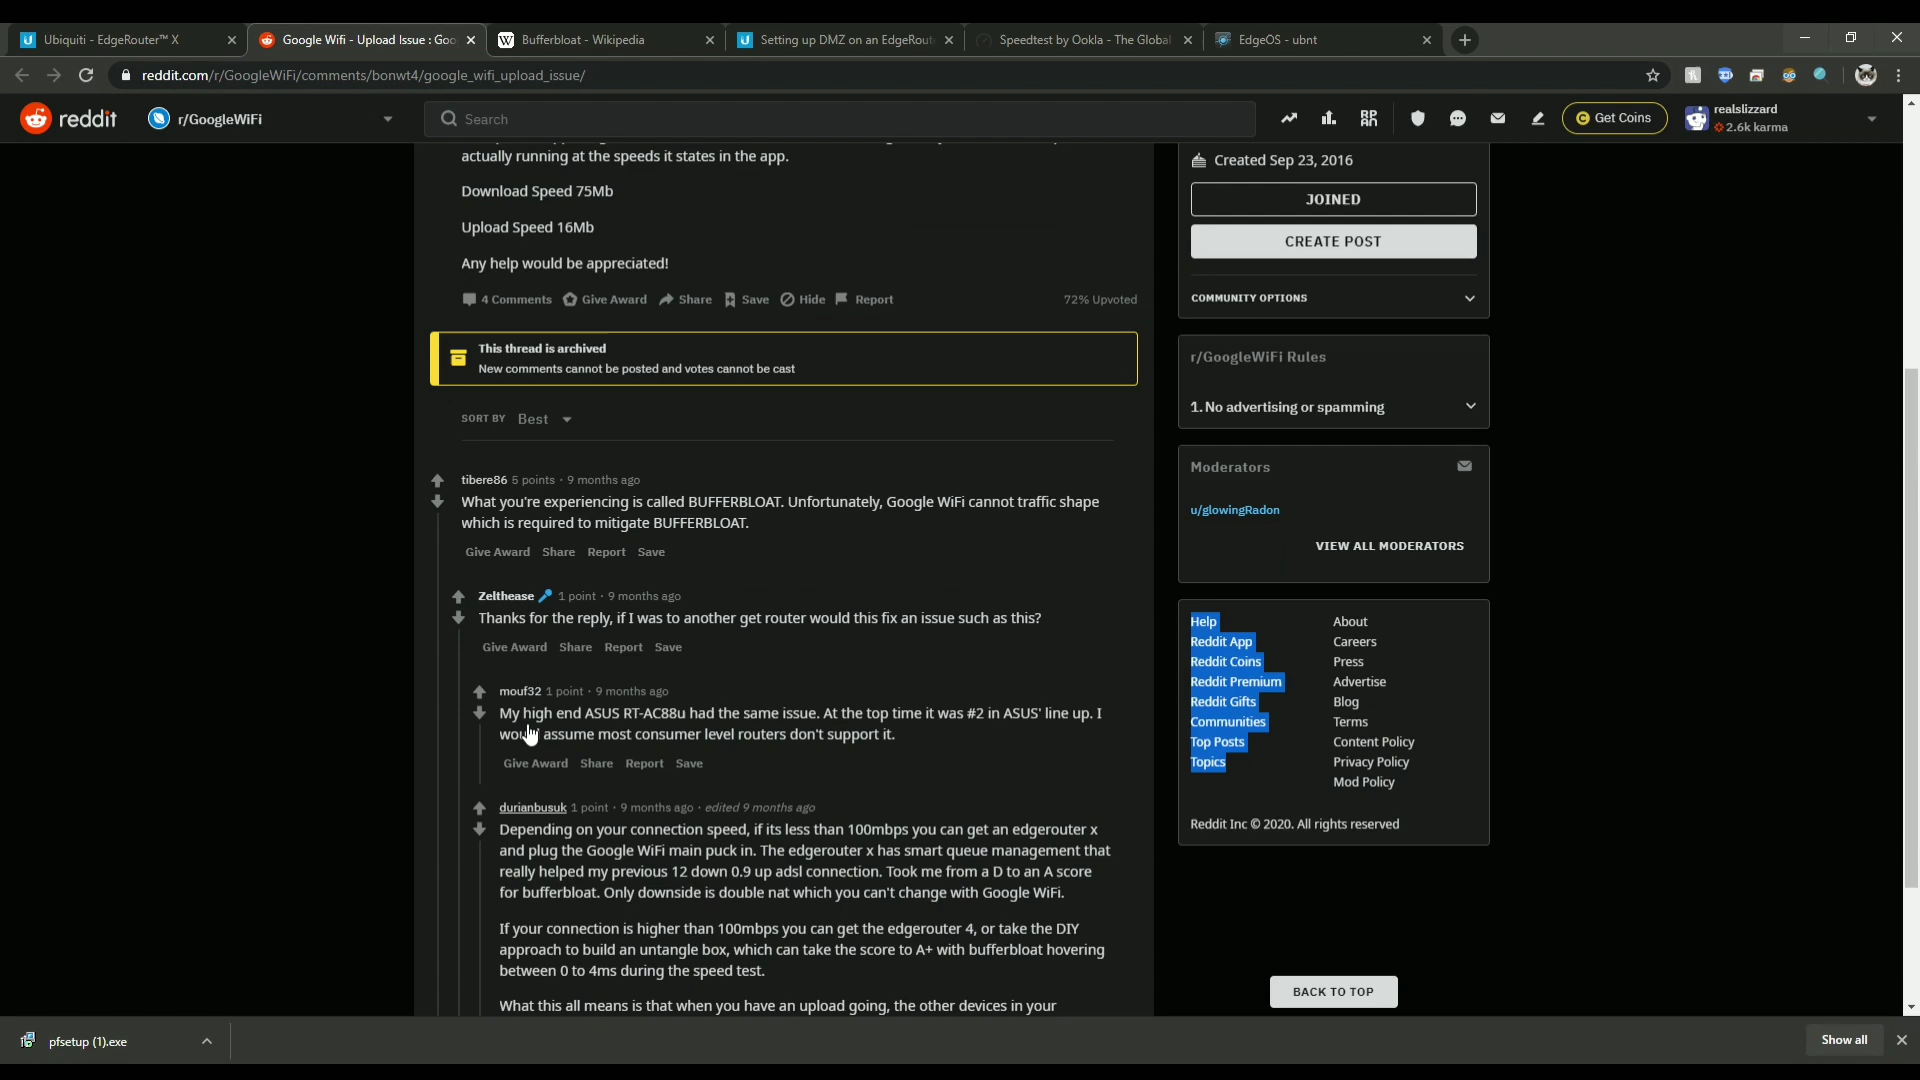 Ubiquiti - EdgeRouter™ X
Google Wifi - Upload Issue : Goo
Bufferbloat - Wikipedia
Setting up DMZ on an EdgeRout
Speedtest by Ookla - The Global
EdgeOS - ubnt
reddit.com/r/GoogleWiFi/comments/bonwt4/google_wifi_upload_issue/
reddit
r/GoogleWiFi
Search
Get Coins
realslizzard
2.6k karma
actually running at the speeds it states in the app.
Download Speed 75Mb
Upload Speed 16Mb
Any help would be appreciated!
4 Comments Give Award Share Save Hide Report
72% Upvoted
This thread is archived
New comments cannot be posted and votes cannot be cast
SORT BY Best
tibere86 5 points · 9 months ago
What you're experiencing is called BUFFERBLOAT. Unfortunately, Google WiFi cannot traffic shape
which is required to mitigate BUFFERBLOAT.
Give Award Share Report Save
Zelthease 1 point · 9 months ago
Thanks for the reply, if I was to another get router would this fix an issue such as this?
Give Award Share Report Save
mouf32 1 point · 9 months ago
My high end ASUS RT-AC88u had the same issue. At the top time it was #2 in ASUS' line up. I
assume most consumer level routers don't support it.
Give Award Share Report Save
durianbusuk 1 point · 9 months ago · edited 9 months ago
Depending on your connection speed, if its less than 100mbps you can get an edgerouter x
and plug the Google WiFi main puck in. The edgerouter x has smart queue management that
really helped my previous 12 down 0.9 up adsl connection. Took me from a D to an A score
for bufferbloat. Only downside is double nat which you can't change with Google WiFi.
If your connection is higher than 100mbps you can get the edgerouter 4, or take the DIY
approach to build an untangle box, which can take the score to A+ with bufferbloat hovering
between 0 to 4ms during the speed test.
What this all means is that when you have an upload going, the other devices in your
Created Sep 23, 2016
JOINED
CREATE POST
COMMUNITY OPTIONS
r/GoogleWiFi Rules
1. No advertising or spamming
Moderators
u/glowingRadon
VIEW ALL MODERATORS
Help
Reddit App
Reddit Coins
Reddit Premium
Reddit Gifts
Communities
Top Posts
Topics
About
Careers
Press
Advertise
Blog
Terms
Content Policy
Privacy Policy
Mod Policy
Reddit Inc © 2020. All rights reserved
BACK TO TOP
pfsetup (1).exe
Show all